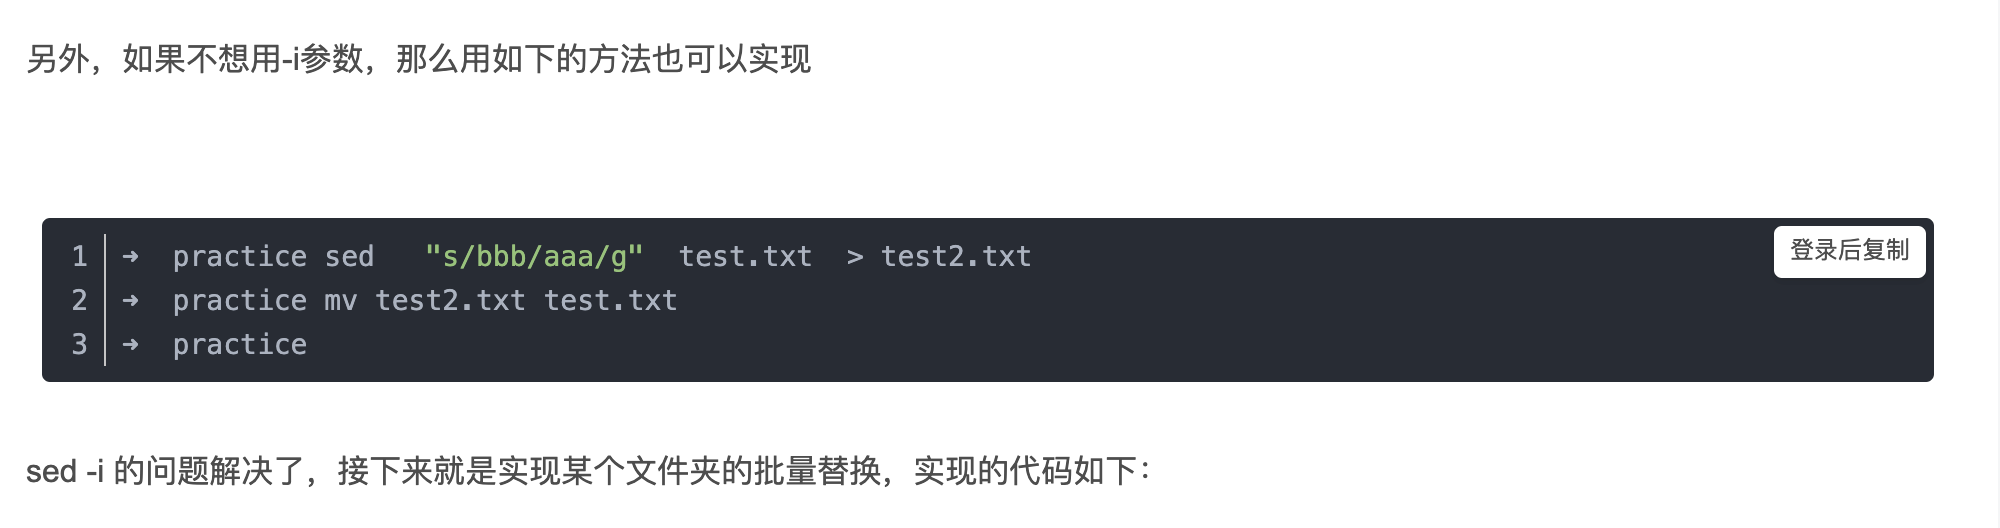 另外，如果不想用-i参数，那么用如下的方法也可以实现
登录后复制
1 ➜  practice sed   "s/bbb/aaa/g"  test.txt  > test2.txt
2 ➜  practice mv test2.txt test.txt
3 ➜  practice
sed -i 的问题解决了，接下来就是实现某个文件夹的批量替换，实现的代码如下：